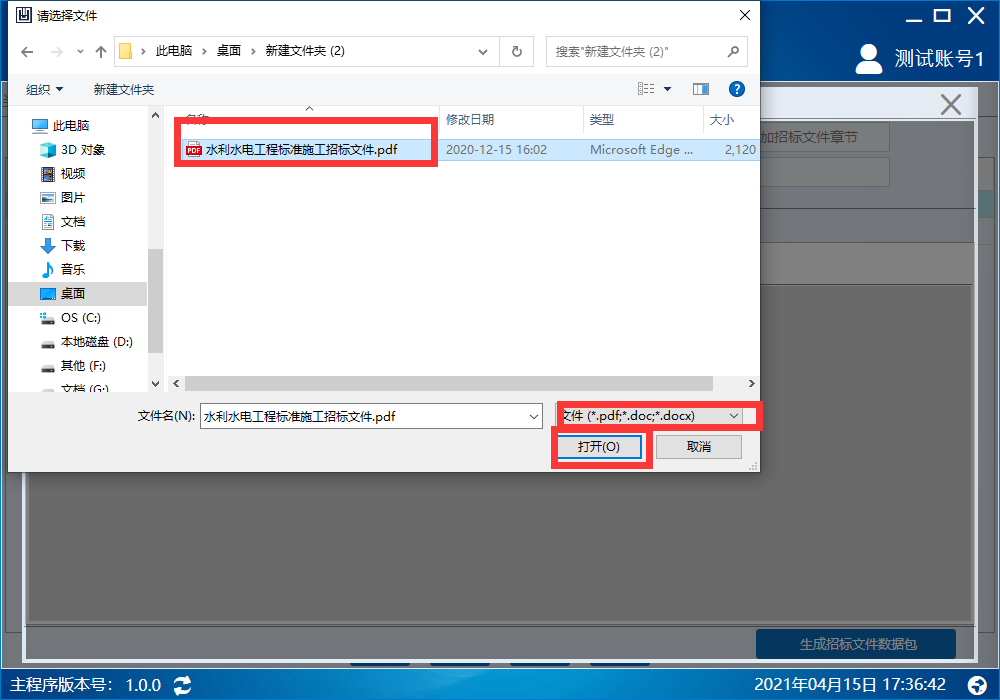 请选择文件
此电脑
桌面
新建文件夹 (2)
搜索"新建文件夹 (2)"
测试账号1
组织
新建文件夹
名称
修改日期
类型
大小
水利水电工程标准施工招标文件.pdf
2020-12-15 16:02
Microsoft Edge ...
2,120
加招标文件章节
此电脑
3D 对象
视频
图片
文档
下载
音乐
桌面
OS (C:)
本地磁盘 (D:)
其他 (F:)
文档 (G:)
文件名(N):
水利水电工程标准施工招标文件.pdf
文件 (*.pdf;*.doc;*.docx)
打开(O)
取消
生成招标文件数据包
主程序版本号： 1.0.0
2021年04月15日 17:36:42